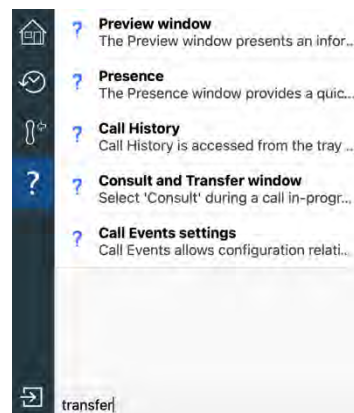 Preview window
The Preview window presents an infor...
Presence
The Presence window provides a quic...
Call History
Call History is accessed from the tray ...
Consult and Transfer window
Select 'Consult' during a call in-progr...
Call Events settings
Call Events allows configuration relati...
transfer